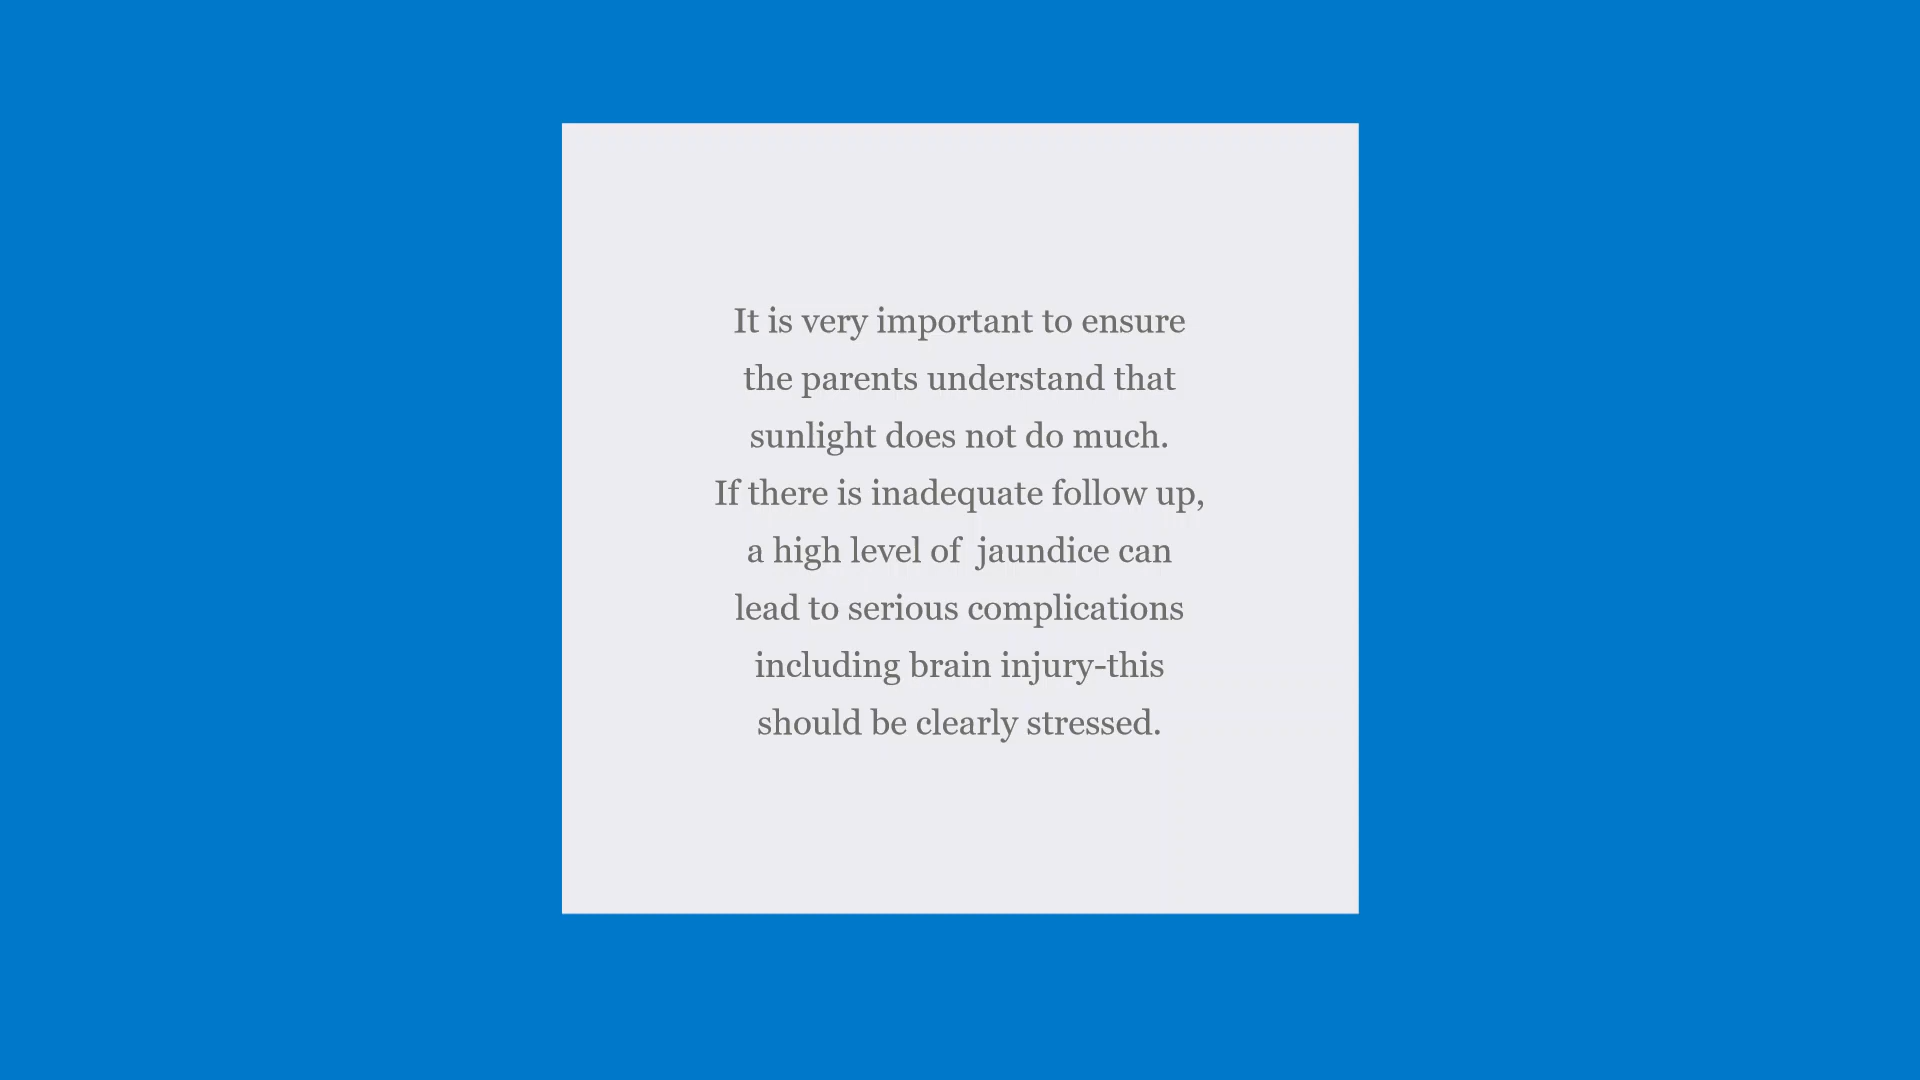 It is very important to ensure
the parents understand that
sunlight does not do much.
If there is inadequate follow up,
a high level of  jaundice can
lead to serious complications
including brain injury-this
should be clearly stressed.